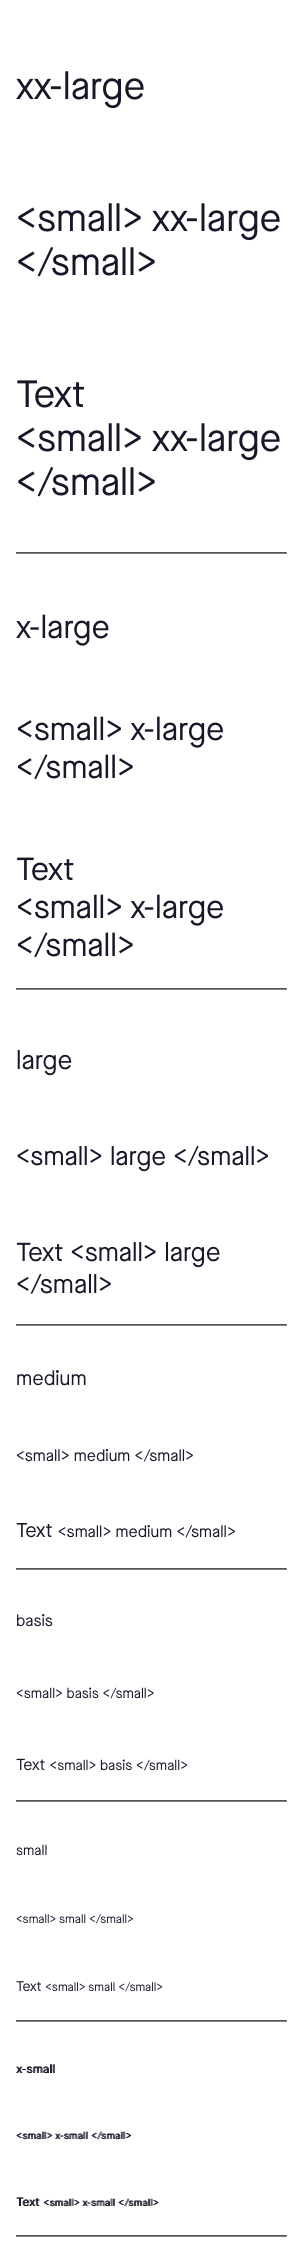 xx-large
<small> xx-large
</small>
Text
<small> xx-large
</small>
x-large
<small> x-large
</small>
Text
<small> x-large
</small>
large
<small> large </small>
Text <small> large
</small>
medium
<small> medium </small>
Text <small> medium </small>
basis
<small> basis </small>
Text <small> basis </small>
small
<small> small </small>
Text <small> small </small>
x-small
<small> x-small </small>
Text <small> x-small </small>